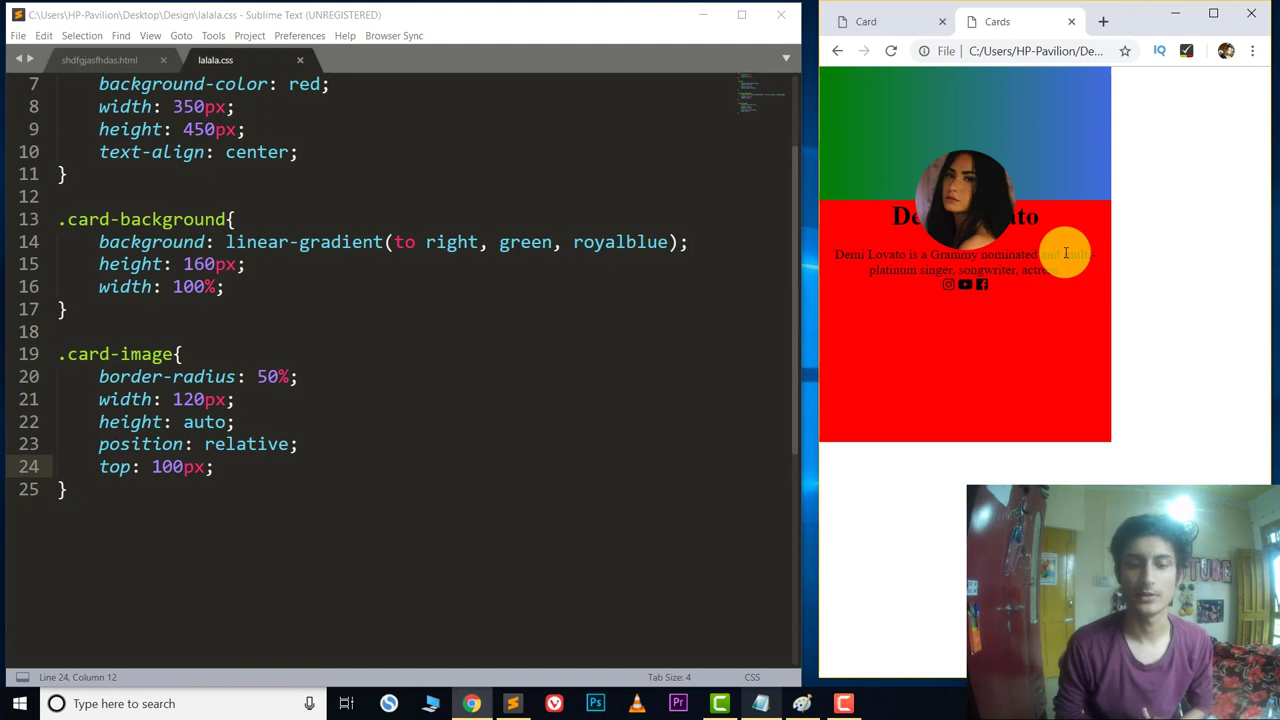 C:\Users\HP-Pavilion\Desktop\Design\lalala.css - Sublime Text (UNREGISTERED)
File Edit Selection Find View Goto Tools Project Preferences Help Browser Sync
shdfgjasfhdas.html
lalala.css
7 background-color: red;
8 width: 350px;
9 height: 450px;
10 text-align: center;
11 }
12
13 .card-background{
14 background: linear-gradient(to right, green, royalblue);
15 height: 160px;
16 width: 100%;
17 }
18
19 .card-image{
20 border-radius: 50%;
21 width: 120px;
22 height: auto;
23 position: relative;
24 top: 100px;
25 }
Line 24, Column 12
Tab Size: 4
CSS
Card
Cards
File
C:/Users/HP-Pavilion/De...
IQ
Demi Lovato is a Grammy nominated and multi-
platinum singer, songwriter, actress.
Type here to search